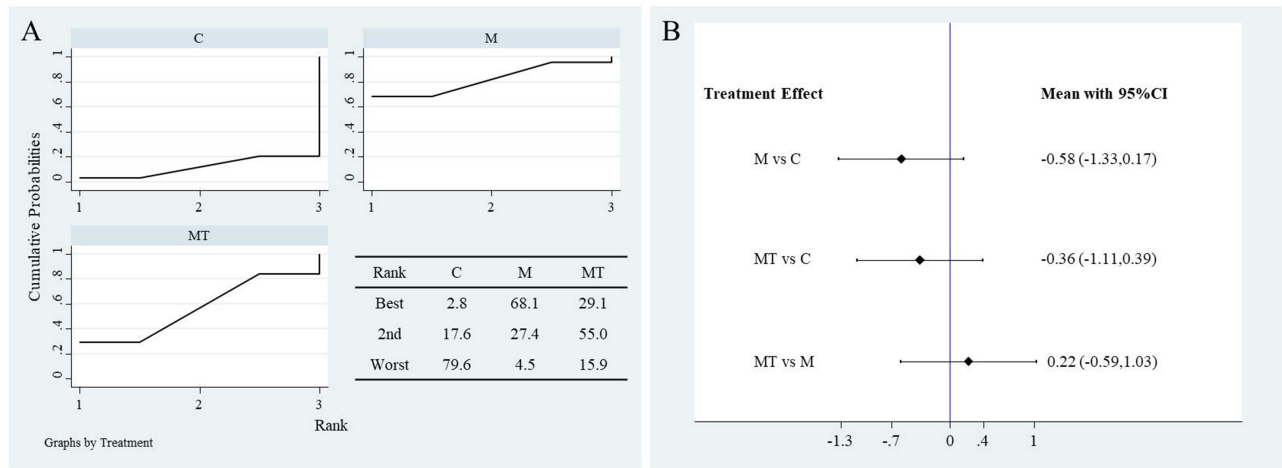 A
C
M
1
.8
.6
.4
.2
0
1
.8
.6
.4
.2
0
1 2 3
1 2 3
Cumulative Probabilities
MT
1
.8
.6
.4
.2
0
1 2 3
Rank
Rank C M MT
Best 2.8 68.1 29.1
2nd 17.6 27.4 55.0
Worst 79.6 4.5 15.9
Graphs by Treatment
B
Treatment Effect Mean with 95%CI
M vs C -0.58 (-1.33,0.17)
MT vs C -0.36 (-1.11,0.39)
MT vs M 0.22 (-0.59,1.03)
-1.3 -.7 0 .4 1